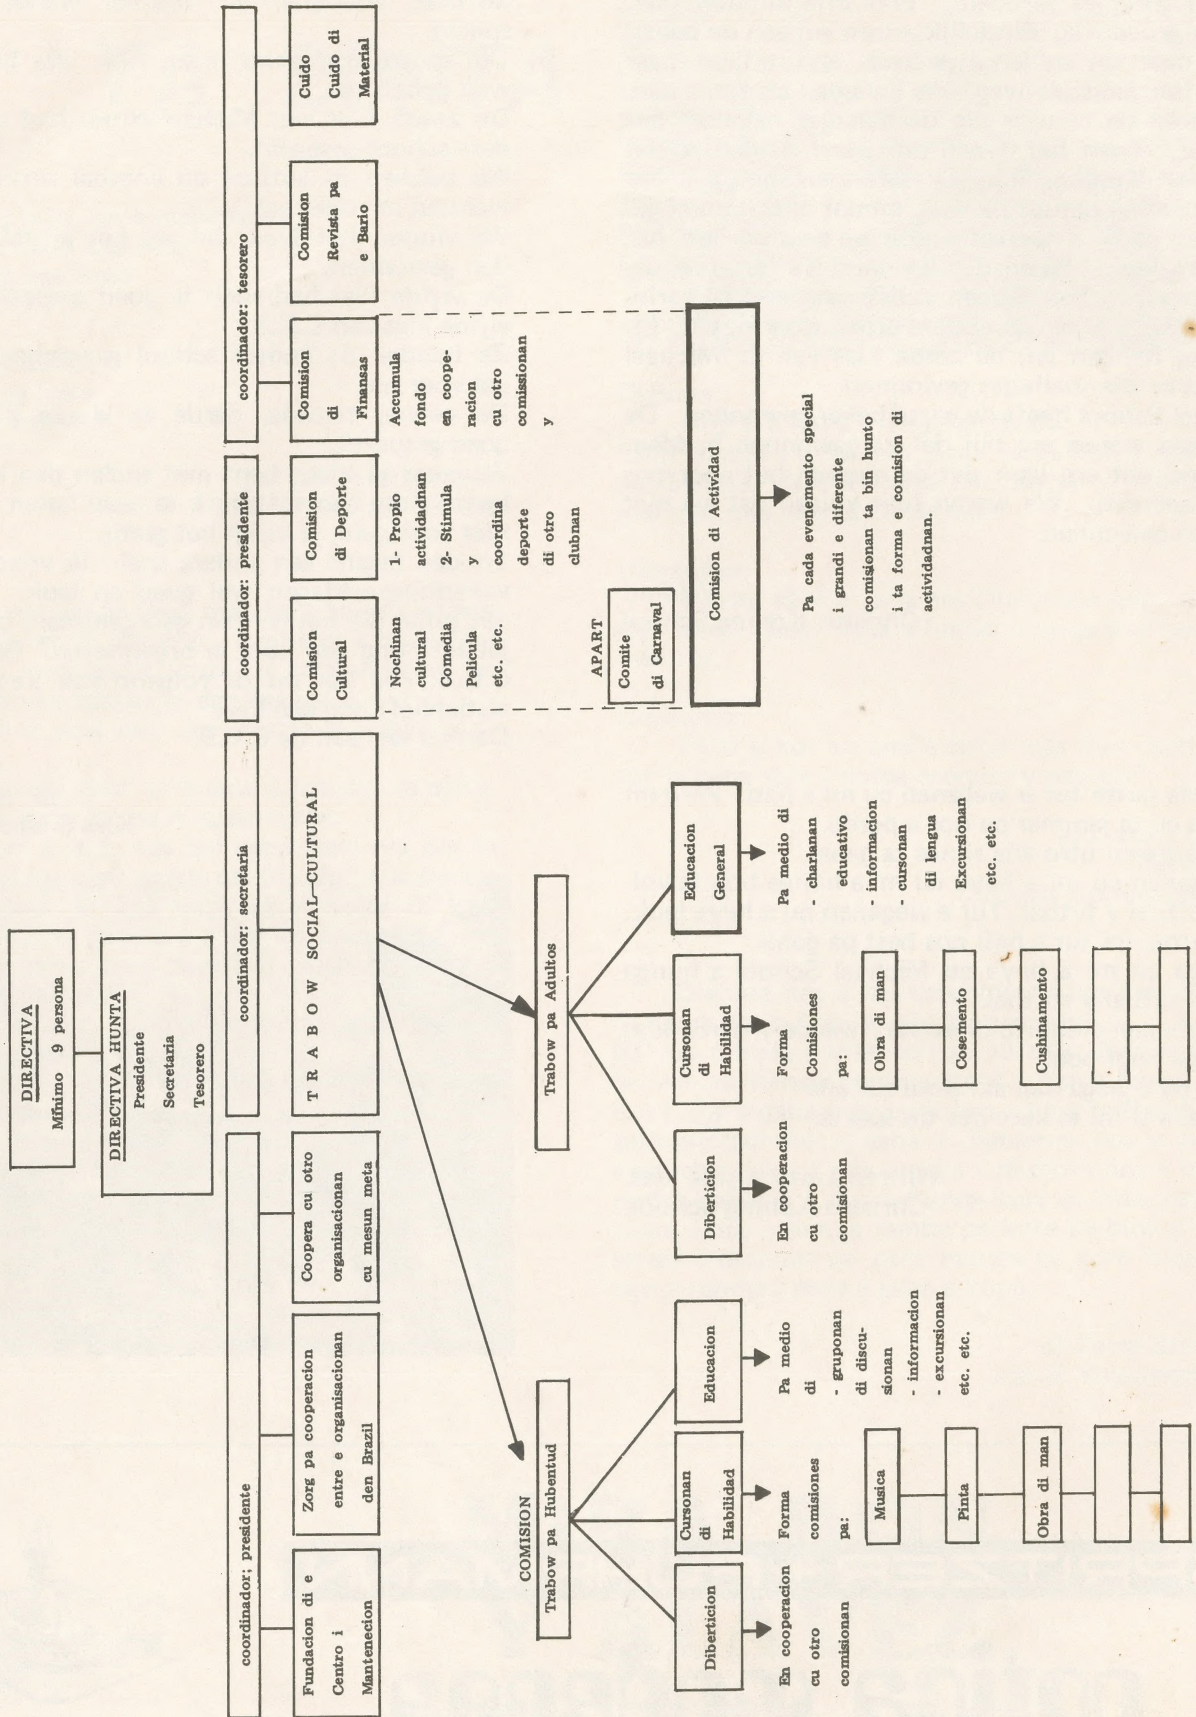 DIRECTIVA
Mínimo 9 persona
DIRECTIVA HUNTA
Presidente
Secretaria
Tesorero
coordinador; presidente
Fundacion di e
Centro i
Mantenecion
Zorg pa cooperacion
entre e organisacionan
den Brazil
Coopera cu otro
organisacionan
cu mesun meta
coordinador: secretaria
TRABOW SOCIAL-CULTURAL
coordinador: presidente
Comision
Cultural
Nochinan
cultural
Comedia
Pelicula
etc. etc.
Comision
di Deporte
1- Propio
actividadnan
2- Stimula
y
coordina
deporte
di otro
clubnan
coordinador: tesorero
Comision
di
Finansas
Accumula
fondo
en coope-
racion
cu otro
comissionan
y
Comision
Revista pa
e Bario
Cuido
Cuido di
Material
APART
Comite
di Carnaval
Comision di Actividad
Pa cada evenemento special
i grandi e diferente
comisionan ta bin hunto
i ta forma e comision di
actividadnan.
COMISION
Trabow pa Hubentud
Diberticion
En cooperacion
cu otro
comisionan
Cursonan
di
Habilidad
Forma
comisiones
pa:
Musica
Pinta
Obra di man
Educacion
Pa medio
di
- gruponan
di discu-
sionan
- informacion
- excursionan
etc. etc.
Trabow pa Adultos
Diberticion
En cooperacion
cu otro
comisionan
Cursonan
di
Habilidad
Forma
Comisiones
pa:
Obra di man
Cosemento
Cushinamento
Educacion
General
Pa medio di
- charlanan
educativo
- informacion
- cursonan
di lengua
Excursionan
etc. etc.